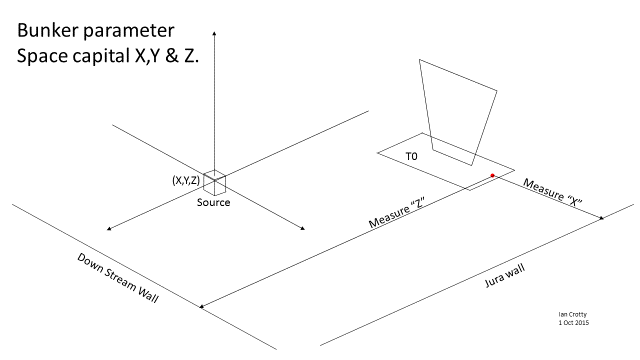 Bunker parameter
Space capital X,Y & Z.
(X,Y,Z)
Source
T0
Measure “Z”
Measure “X”
Down Stream Wall
Jura wall
Ian Crotty
1 Oct 2015